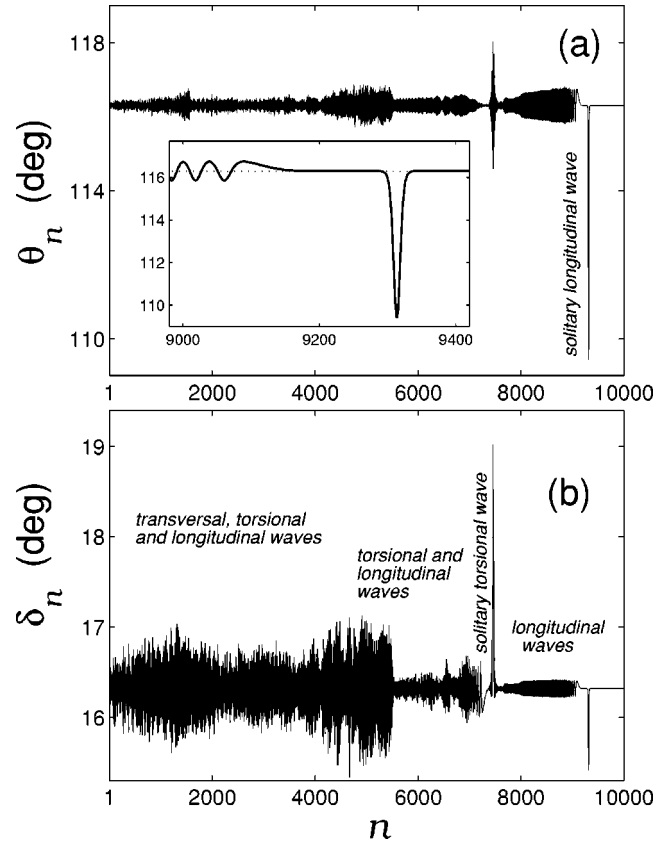 118
(a)
116
114
110
θn (deg)
116
114
112
110
9000
9200
9400
solitary longitudinal wave
1
2000
4000
6000
8000
10000
19
(b)
18
17
16
δn (deg)
transversal, torsional
and longitudinal waves
torsional and
longitudinal
waves
solitary torsional wave
longitudinal
waves
1
2000
4000
6000
8000
10000
n